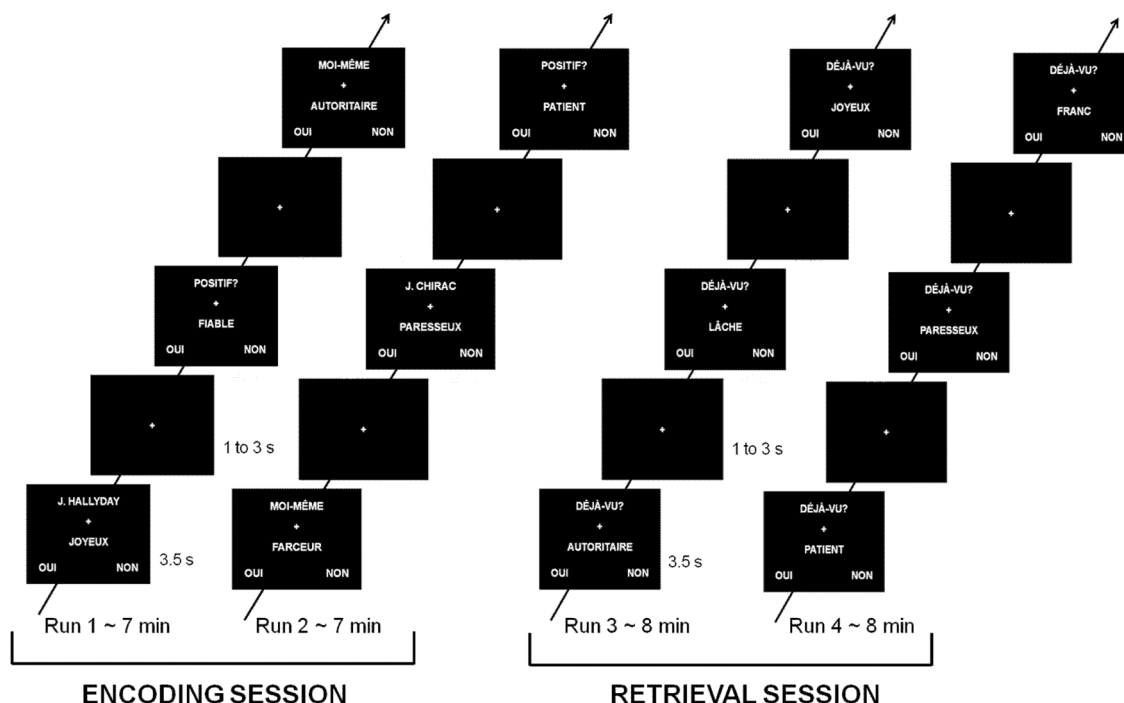 MOI-MÊME
+
AUTORITAIRE
OUI NON
+
POSITIF?
+
FIABLE
OUI NON
+
1 to 3 s
J. HALLYDAY
+
JOYEUX
OUI NON
3.5 s
Run 1 ~ 7 min
POSITIF?
+
PATIENT
OUI NON
+
J. CHIRAC
+
PARESSEUX
OUI NON
+
MOI-MÊME
+
FARCEUR
OUI NON
Run 2 ~ 7 min
ENCODING SESSION
DÉJÀ-VU?
+
JOYEUX
OUI NON
+
DÉJÀ-VU?
+
LÂCHE
OUI NON
+
1 to 3 s
DÉJÀ-VU?
+
AUTORITAIRE
OUI NON
3.5 s
Run 3 ~ 8 min
DÉJÀ-VU?
+
FRANC
OUI NON
+
DÉJÀ-VU?
+
PARESSEUX
OUI NON
+
DÉJÀ-VU?
+
PATIENT
OUI NON
Run 4 ~ 8 min
RETRIEVAL SESSION